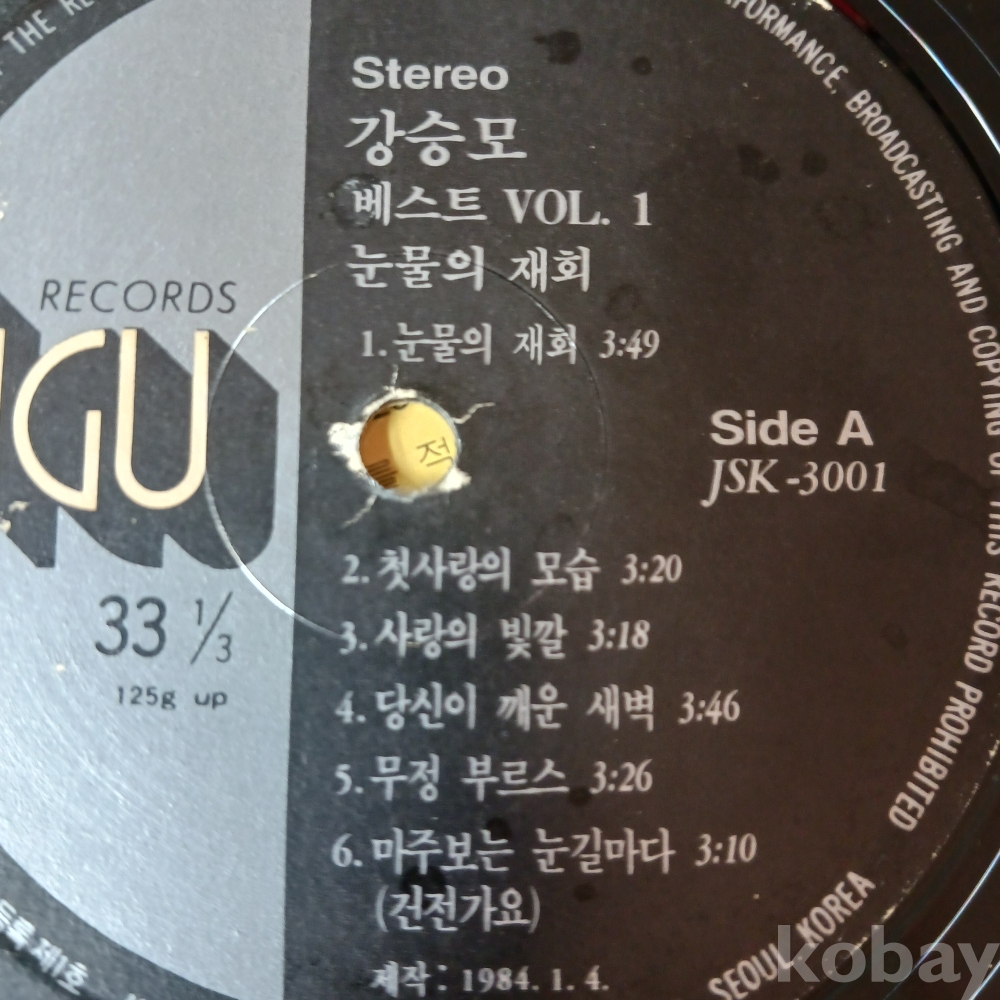 THE
Stereo
강승모
베스트 VOL. 1
눈물의 재회
RECORDS
GU
1. 눈물의 재회 3:49
적
Side A
JSK-3001
33 1/3
125g up
2. 첫사랑의 모습 3:20
3. 사랑의 빛깔 3:18
4. 당신이 깨운 새벽 3:46
5. 무정 부르스 3:26
6. 마주보는 눈길마다 3:10
(건전가요)
제작: 1984. 1. 4.
BROADCASTING AND COPYING OF THIS RECORD PROHIBITED
SEOUL KOREA
kobay